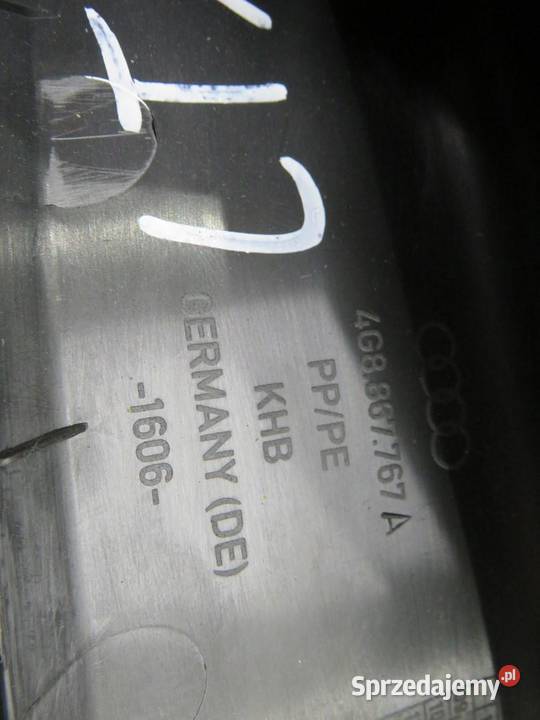 4G8.867.767 A
PP/PE
KHB
GERMANY (DE)
-1606-
Sprzedajemy.pl